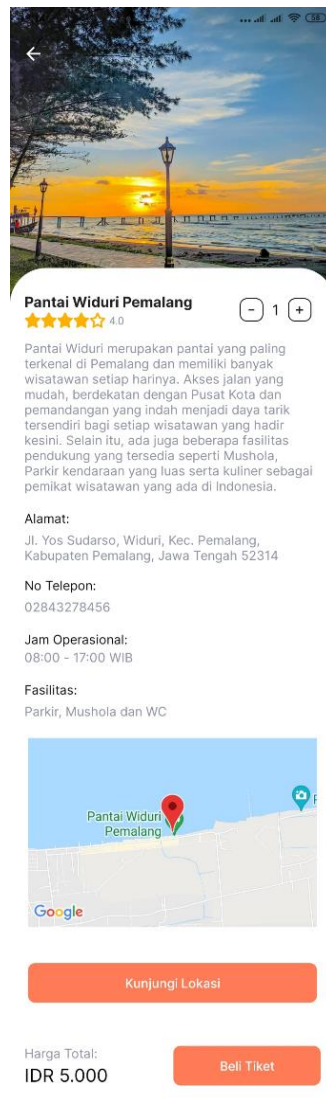 58
Pantai Widuri Pemalang
- 1 +
4.0
Pantai Widuri merupakan pantai yang paling
terkenal di Pemalang dan memiliki banyak
wisatawan setiap harinya. Akses jalan yang
mudah, berdekatan dengan Pusat Kota dan
pemandangan yang indah menjadi daya tarik
tersendiri bagi setiap wisatawan yang hadir
kesini. Selain itu, ada juga beberapa fasilitas
pendukung yang tersedia seperti Mushola,
Parkir kendaraan yang luas serta kuliner sebagai
pemikat wisatawan yang ada di Indonesia.
Alamat:
Jl. Yos Sudarso, Widuri, Kec. Pemalang,
Kabupaten Pemalang, Jawa Tengah 52314
No Telepon:
02843278456
Jam Operasional:
08:00 - 17:00 WIB
Fasilitas:
Parkir, Mushola dan WC
Pantai Widuri
Pemalang
Google
Kunjungi Lokasi
Harga Total:
IDR 5.000
Beli Tiket